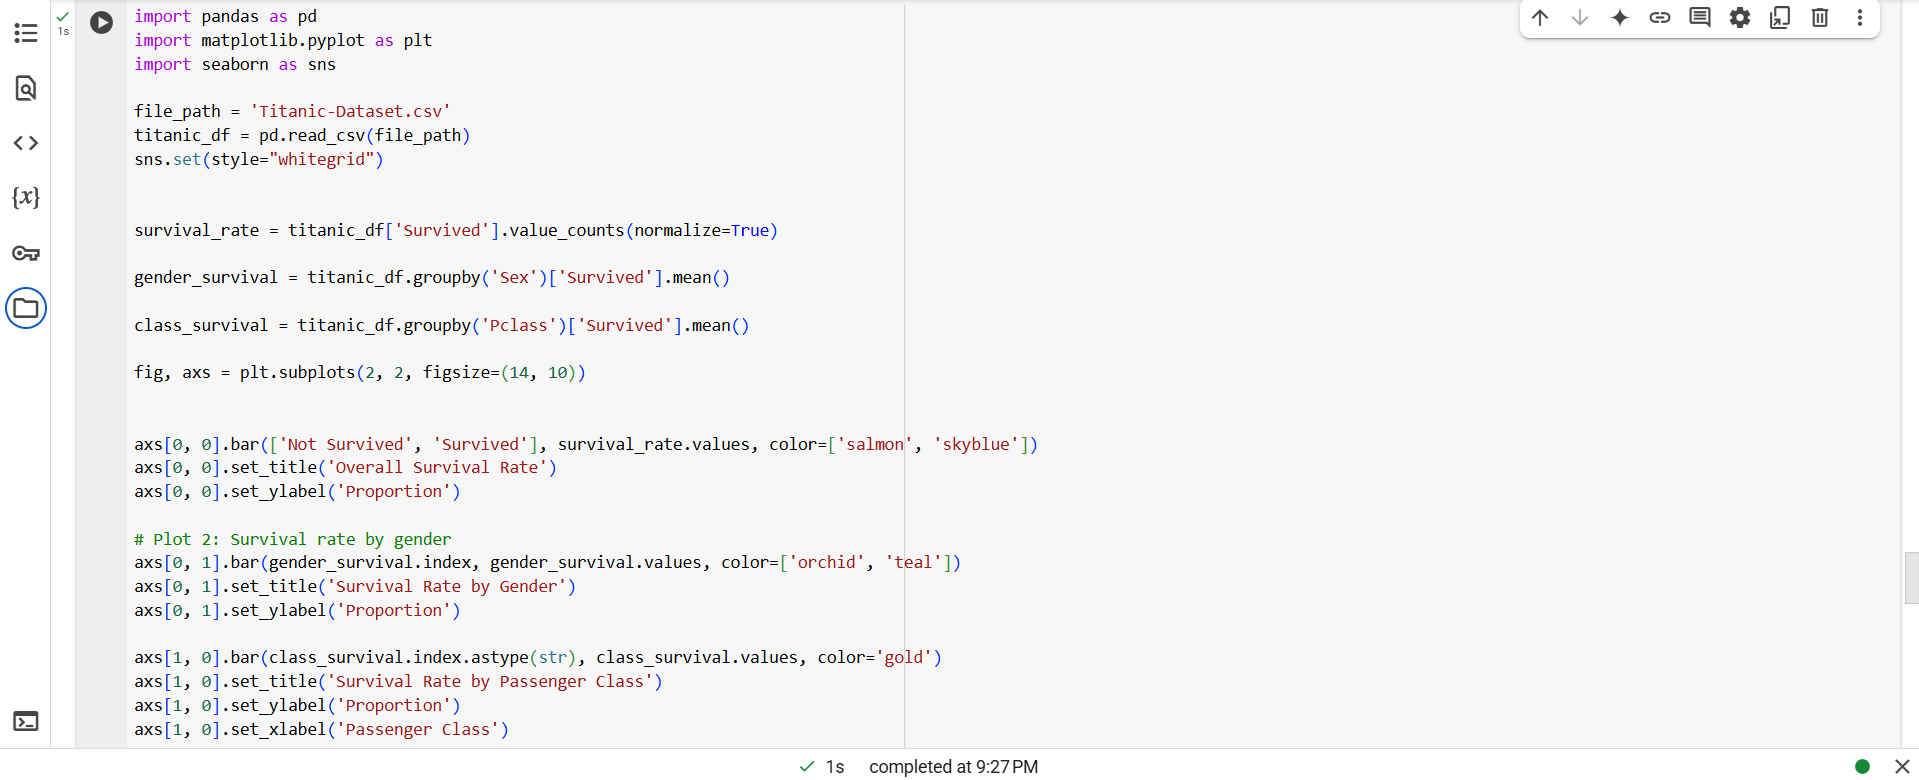 1s
import pandas as pd
import matplotlib.pyplot as plt
import seaborn as sns
file_path = 'Titanic-Dataset.csv'
titanic_df = pd.read_csv(file_path)
sns.set(style="whitegrid")
survival_rate = titanic_df['Survived'].value_counts(normalize=True)
gender_survival = titanic_df.groupby('Sex')['Survived'].mean()
class_survival = titanic_df.groupby('Pclass')['Survived'].mean()
fig, axs = plt.subplots(2, 2, figsize=(14, 10))
axs[0, 0].bar(['Not Survived', 'Survived'], survival_rate.values, color=['salmon', 'skyblue'])
axs[0, 0].set_title('Overall Survival Rate')
axs[0, 0].set_ylabel('Proportion')
# Plot 2: Survival rate by gender
axs[0, 1].bar(gender_survival.index, gender_survival.values, color=['orchid', 'teal'])
axs[0, 1].set_title('Survival Rate by Gender')
axs[0, 1].set_ylabel('Proportion')
axs[1, 0].bar(class_survival.index.astype(str), class_survival.values, color='gold')
axs[1, 0].set_title('Survival Rate by Passenger Class')
axs[1, 0].set_ylabel('Proportion')
axs[1, 0].set_xlabel('Passenger Class')
{x}
1s completed at 9:27 PM